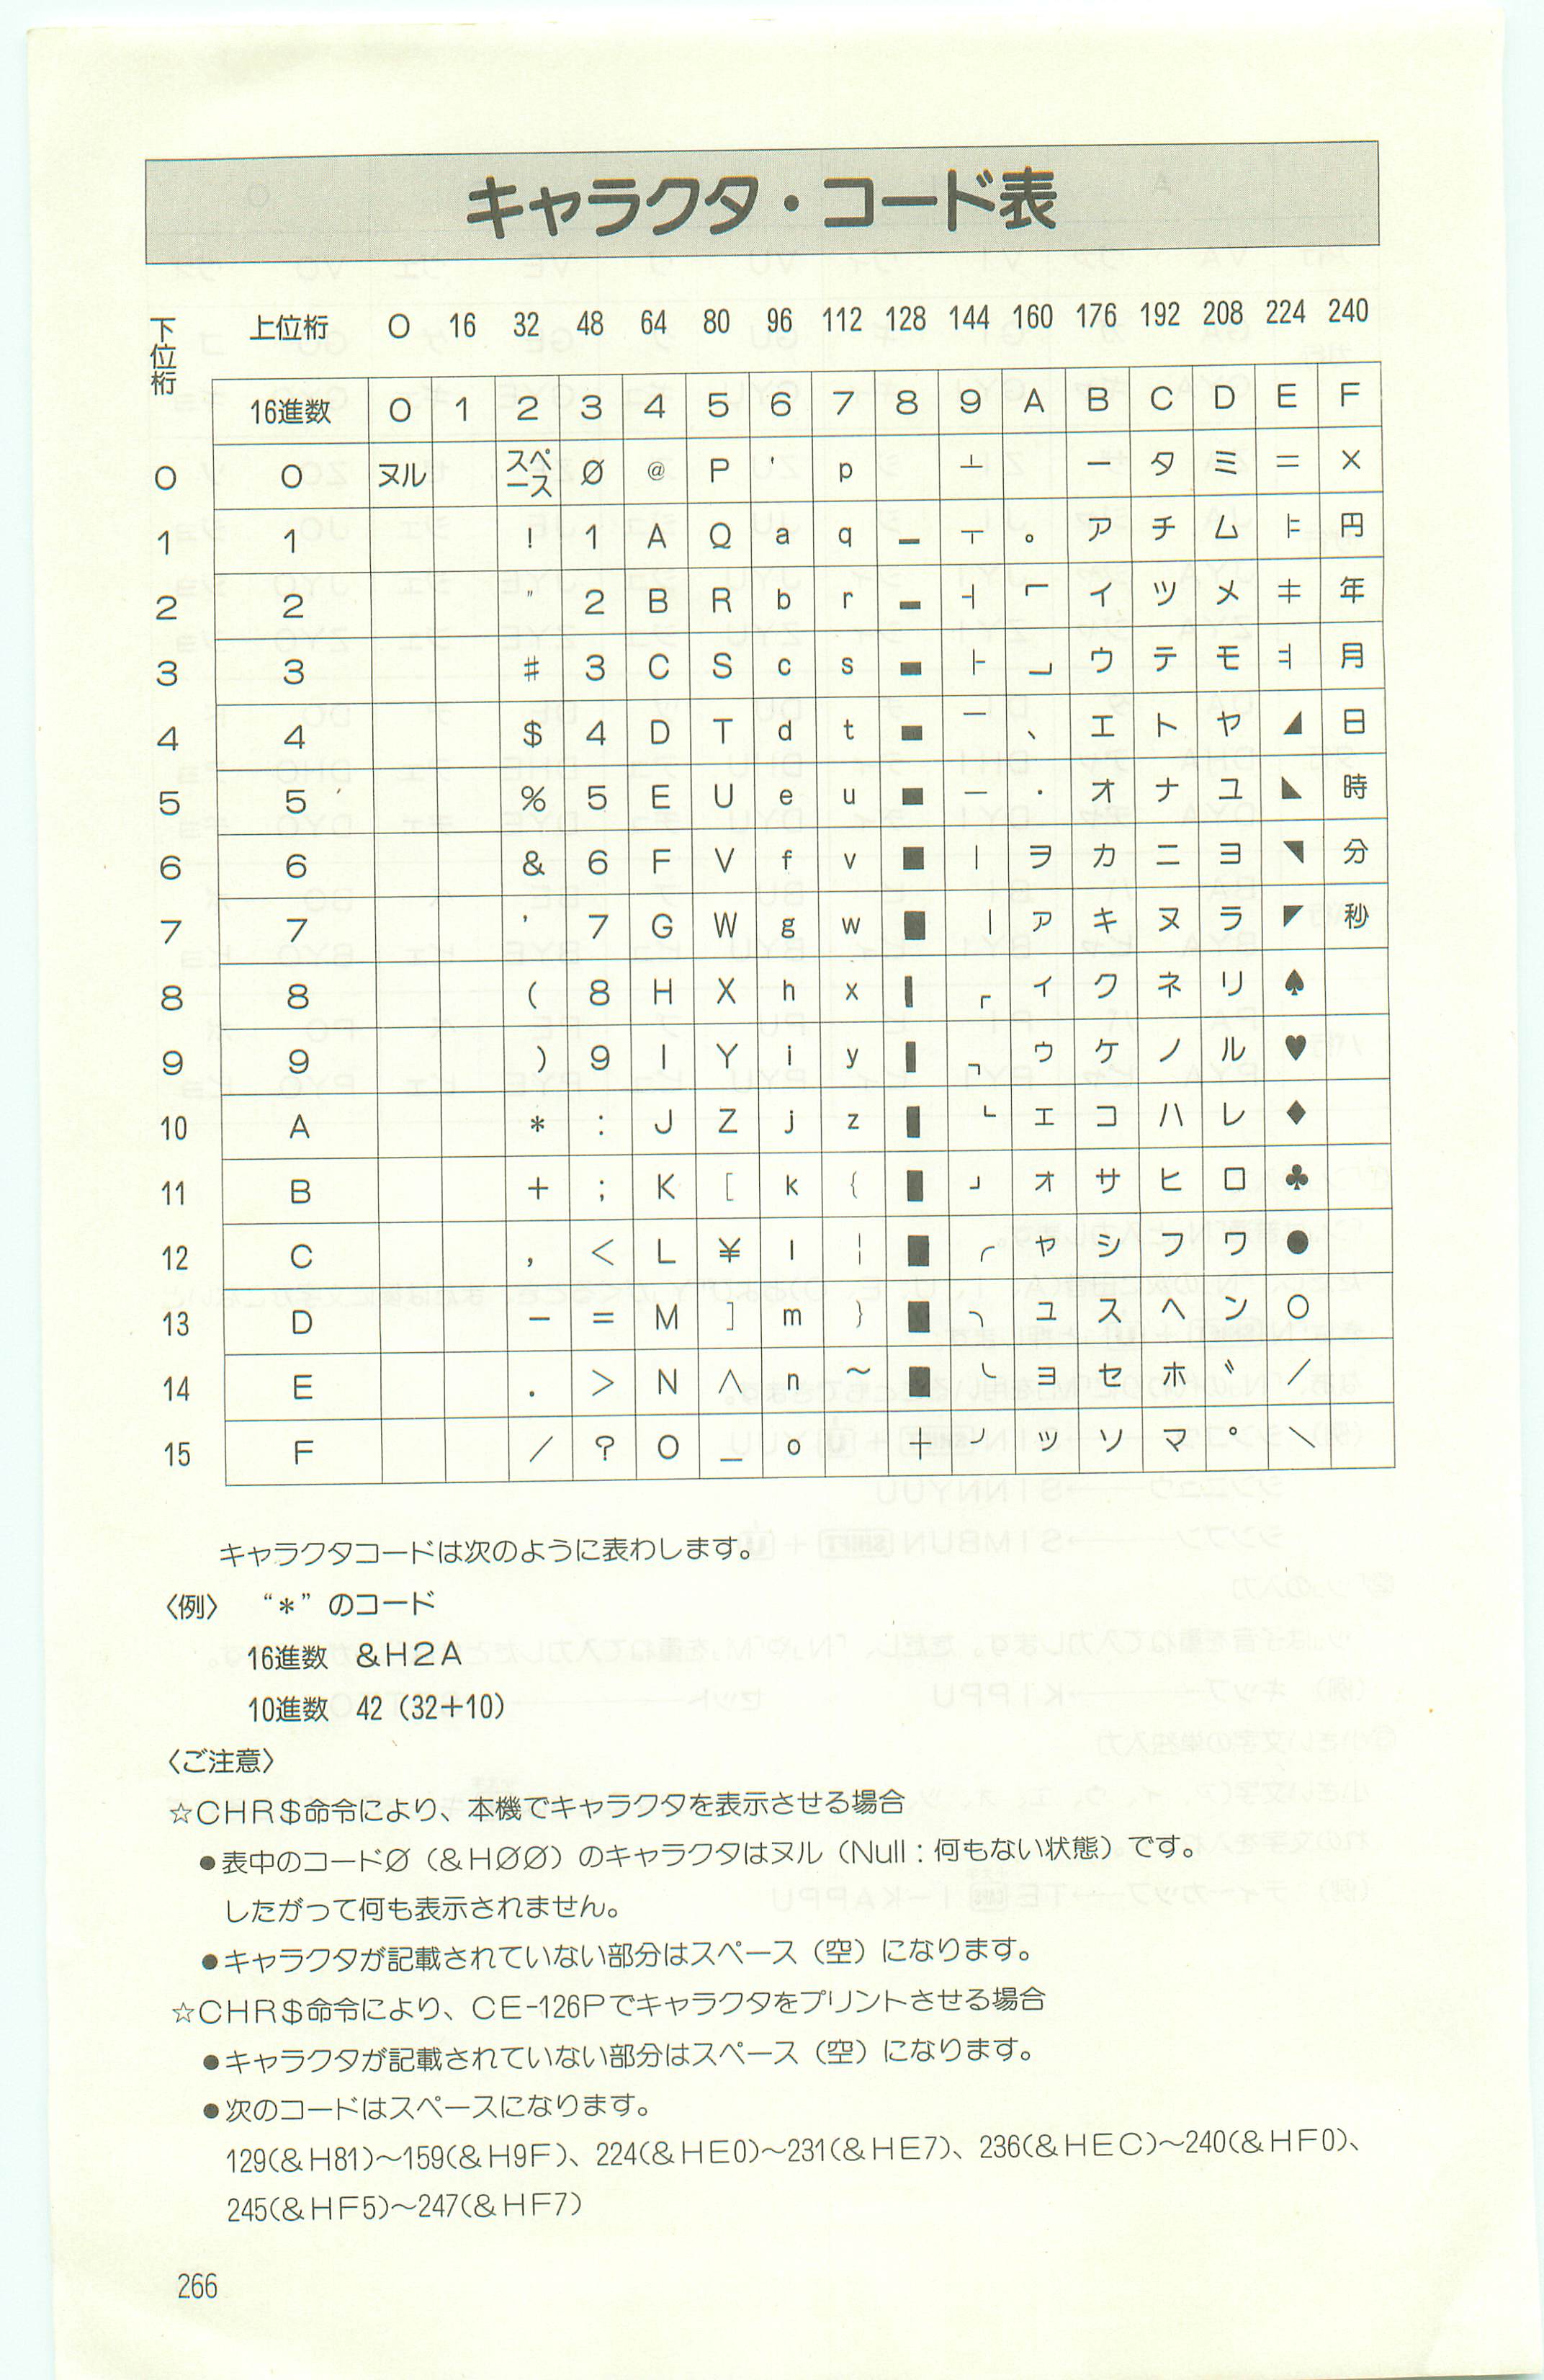 キャラクタ・コード表
下位桁 上位桁 0 16 32 48 64 80 96 112 128 144 160 176 192 208 224 240
16進数 0 1 2 3 4 5 6 7 8 9 A B C D E F
0 0 ヌル スペース Ø @ P ' p ┴ ー タ ミ ═ ×
1 1 ! 1 A Q a q ▁ ┬ 。 ア チ ム ╞ 円
2 2 " 2 B R b r ▂ ┤ 「 イ ツ メ ╪ 年
3 3 # 3 C S c s ▃ ├ 」 ウ テ モ ╡ 月
4 4 $ 4 D T d t ▄ ▔ 、 エ ト ヤ ◢ 日
5 5 % 5 E U e u ▅ ─ ・ オ ナ ユ ◣ 時
6 6 & 6 F V f v ▆ │ ヲ カ ニ ヨ ◥ 分
7 7 ' 7 G W g w ▇ ▕ ァ キ ヌ ラ ◤ 秒
8 8 ( 8 H X h x ▎ ┌ ィ ク ネ リ ♠
9 9 ) 9 I Y i y ▍ ┐ ゥ ケ ノ ル ♥
10 A * : J Z j z ▌ └ ェ コ ハ レ ♦
11 B + ; K [ k { ▋ ┘ ォ サ ヒ ロ ♣
12 C , < L ¥ l ¦ ▊ ╭ ャ シ フ ワ ●
13 D − = M ] m } ▉ ╮ ュ ス ヘ ン ○
14 E . > N ∧ n ~ █ ╰ ョ セ ホ ゛ ／
15 F / ? O _ o ┼ ╯ ッ ソ マ ゜ ＼
キャラクタコードは次のように表わします。
〈例〉 “＊”のコード
16進数 &H2A
10進数 42（32＋10）
〈ご注意〉
☆CHR$命令により、本機でキャラクタを表示させる場合
●表中のコードØ（&HØØ）のキャラクタはヌル（Null：何もない状態）です。
したがって何も表示されません。
●キャラクタが記載されていない部分はスペース（空）になります。
☆CHR$命令により、CE-126Pでキャラクタをプリントさせる場合
●キャラクタが記載されていない部分はスペース（空）になります。
●次のコードはスペースになります。
129(&H81)〜159(&H9F)、224(&HE0)〜231(&HE7)、236(&HEC)〜240(&HF0)、
245(&HF5)〜247(&HF7)
266